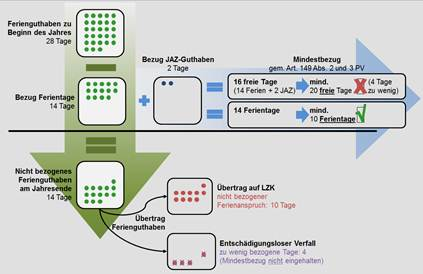 Ferienguthaben zu
Beginn des Jahres
28 Tage
Bezug Ferientage
14 Tage
Bezug JAZ-Guthaben
2 Tage
Mindestbezug
gem. Art. 149 Abs. 2 und 3 PV
16 freie Tage
(14 Ferien + 2 JAZ)
mind.
20 freie Tage
(4 Tage
zu wenig)
14 Ferientage
mind.
10 Ferientage
Nicht bezogenes
Ferienguthaben
am Jahresende
14 Tage
Übertrag
Ferienguthaben
Übertrag auf LZK
nicht bezogener
Ferienanspruch: 10 Tage
Entschädigungsloser Verfall
zu wenig bezogene Tage: 4
(Mindestbezug nicht eingehalten)